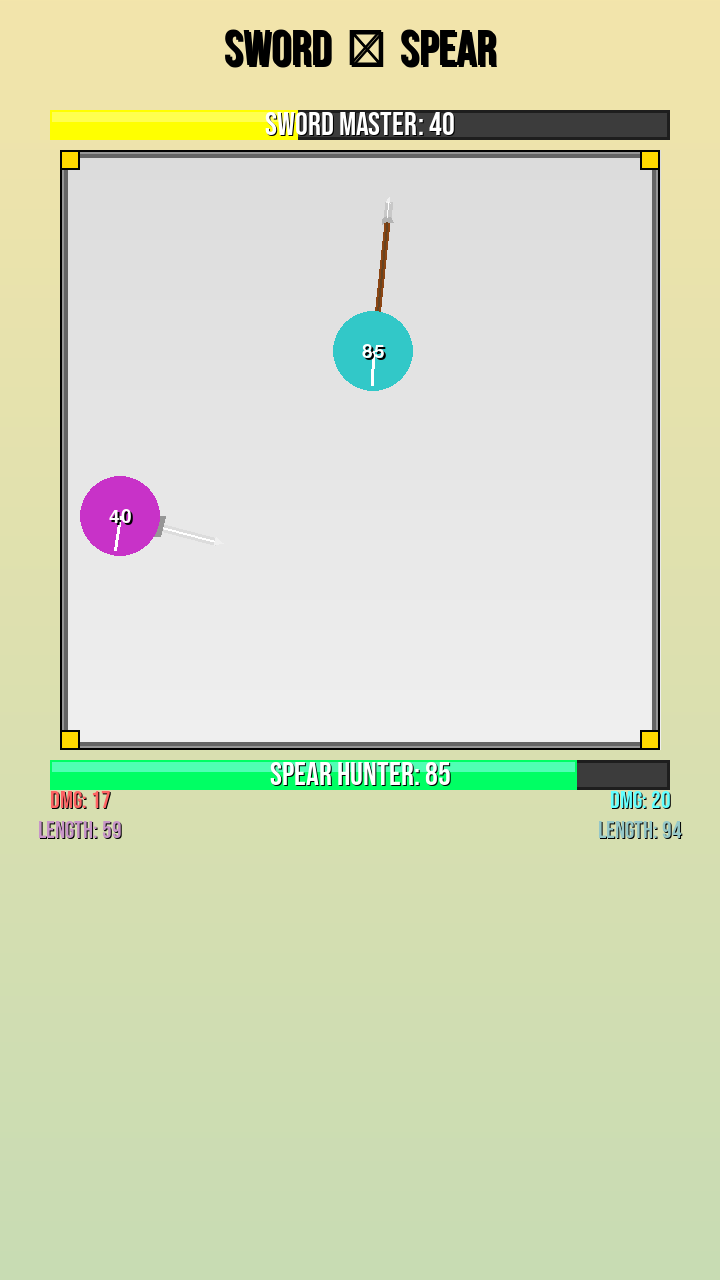 SWORD SPEAR
SWORD MASTER: 40
85
40
SPEAR HUNTER: 85
DMG: 17
DMG: 20
LENGTH: 59
LENGTH: 94